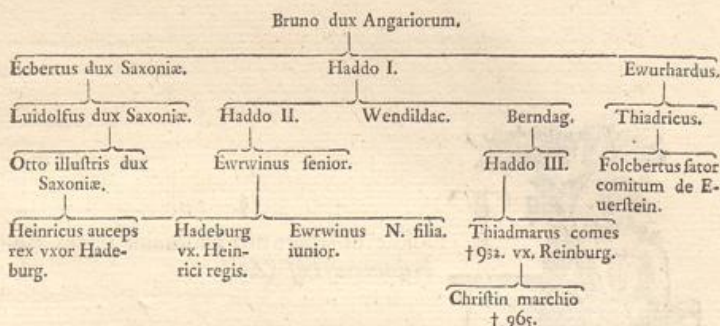 Bruno dux Angariorum.
Ecbertus dux Saxoniæ. Haddo I. Ewurhardus.
Luidolfus dux Saxoniæ. Haddo II. Wendildac. Berndag. Thiadricus.
Otto illuſtris dux Ewrwinus ſenior. Haddo III. Folcbertus ſator
Saxoniæ. comitum de E-
uerſtein.
Heinricus auceps Hadeburg Ewrwinus N. filia. Thiadmarus comes
rex vxor Hade- vx. Hein- iunior. †932. vx. Reinburg.
burg. rici regis.
Chriſtin marchio
† 965.